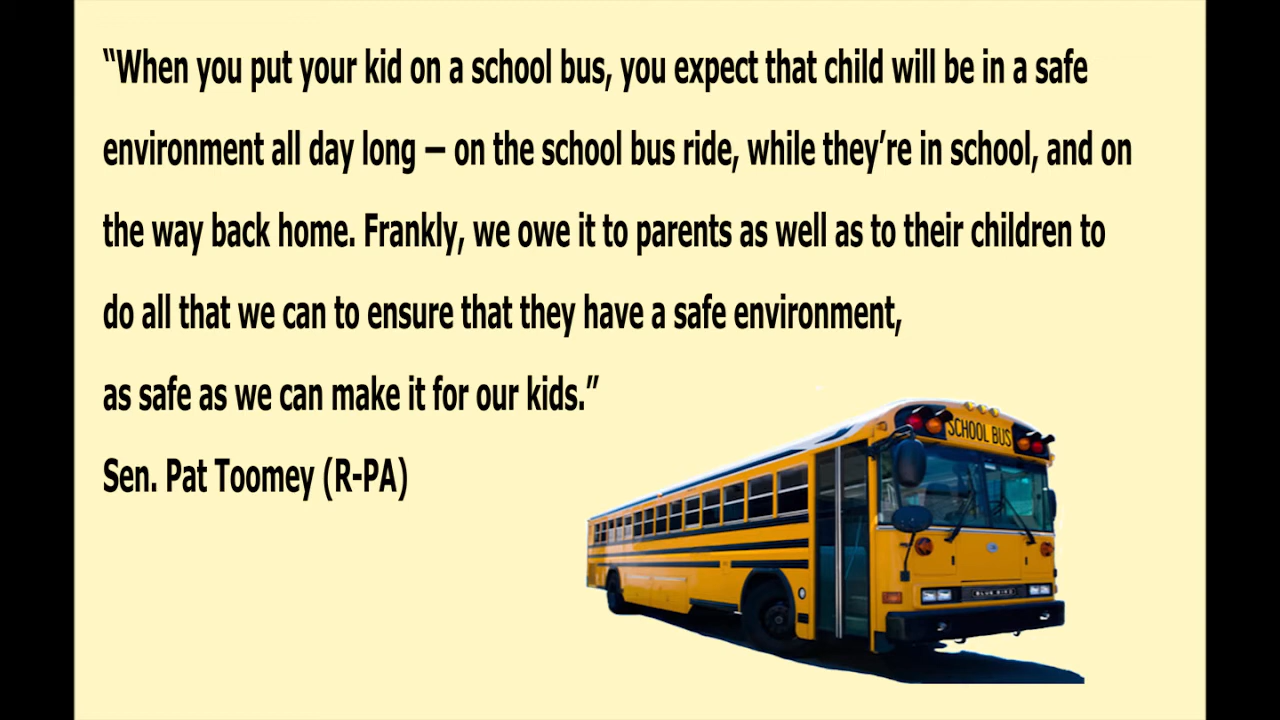 “When you put your kid on a school bus, you expect that child will be in a safe
environment all day long – on the school bus ride, while they’re in school, and on
the way back home. Frankly, we owe it to parents as well as to their children to
do all that we can to ensure that they have a safe environment,
as safe as we can make it for our kids.”
Sen. Pat Toomey (R-PA)
SCHOOL BUS
BLUE BIRD